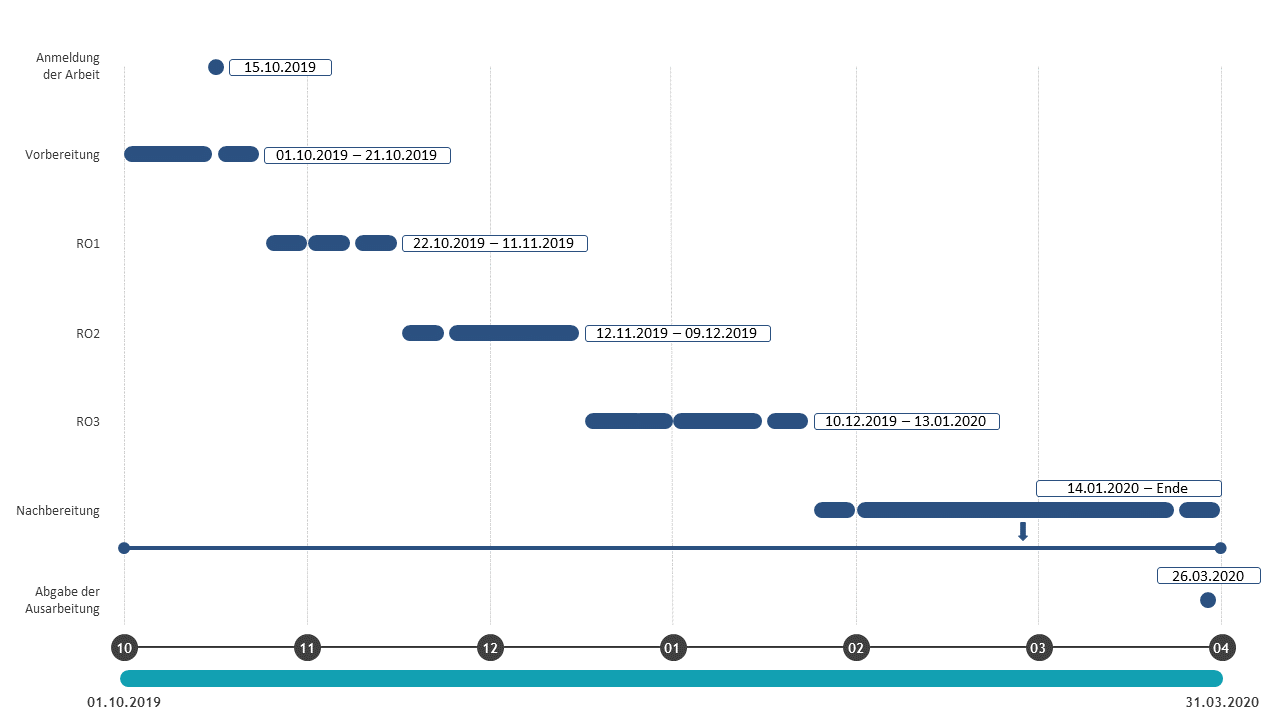 Anmeldung
der Arbeit
15.10.2019
Vorbereitung
01.10.2019 – 21.10.2019
RO1
22.10.2019 – 11.11.2019
RO2
12.11.2019 – 09.12.2019
RO3
10.12.2019 – 13.01.2020
14.01.2020 – Ende
Nachbereitung
26.03.2020
Abgabe der
Ausarbeitung
10 11 12 01 02 03 04
01.10.2019 31.03.2020